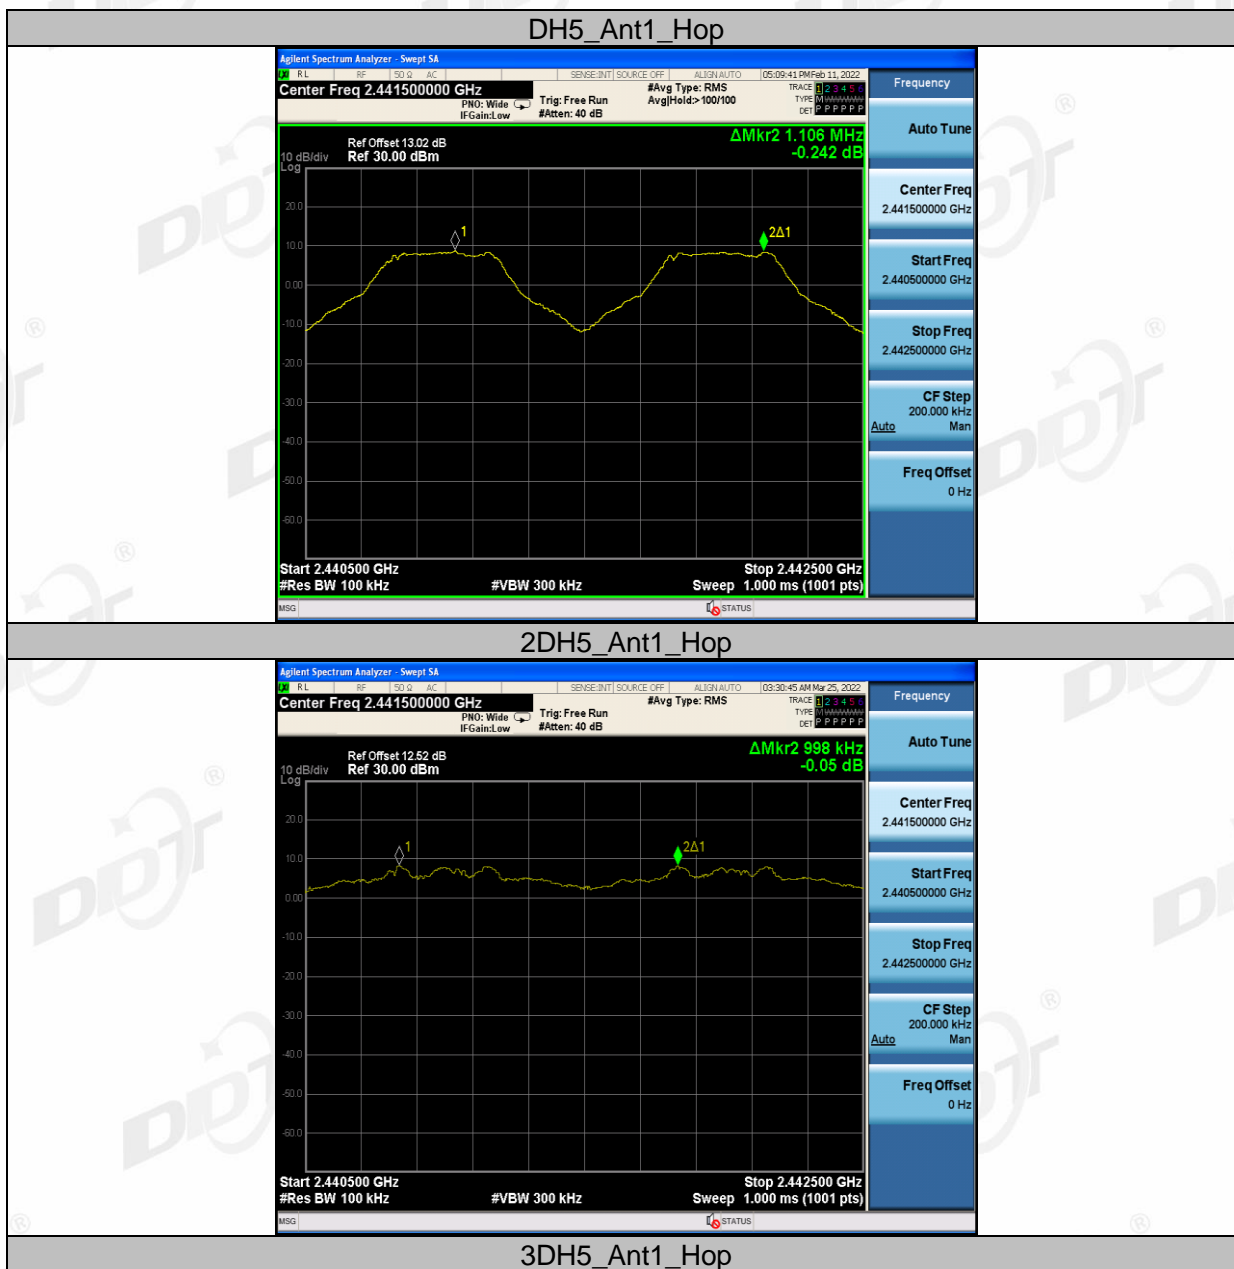 DH5_Ant1_Hop
Agilent Spectrum Analyzer - Swept SA
RL RF 50 Ω AC SENSE:INT SOURCE OFF ALIGN AUTO 05:09:41 PM Feb 11, 2022
Center Freq 2.441500000 GHz
#Avg Type: RMS
TRACE 1 2 3 4 5 6
PNO: Wide
IFGain:Low
Trig: Free Run
#Atten: 40 dB
Avg|Hold:> 100/100
TYPE M
DET P P P P P P
Ref Offset 13.02 dB
Ref 30.00 dBm
10 dB/div
Log
ΔMkr2 1.106 MHz
-0.242 dB
20.0
10.0
0.00
-10.0
-20.0
-30.0
-40.0
-50.0
-60.0
1
2Δ1
Start 2.440500 GHz
Stop 2.442500 GHz
#Res BW 100 kHz
#VBW 300 kHz
Sweep 1.000 ms (1001 pts)
MSG
STATUS
Frequency
Auto Tune
Center Freq
2.441500000 GHz
Start Freq
2.440500000 GHz
Stop Freq
2.442500000 GHz
CF Step
200.000 kHz
Auto Man
Freq Offset
0 Hz
2DH5_Ant1_Hop
Agilent Spectrum Analyzer - Swept SA
RL RF 50 Ω AC SENSE:INT SOURCE OFF ALIGN AUTO 03:30:45 AM Mar 25, 2022
Center Freq 2.441500000 GHz
#Avg Type: RMS
TRACE 1 2 3 4 5 6
PNO: Wide
IFGain:Low
Trig: Free Run
#Atten: 40 dB
TYPE M
DET P P P P P P
Ref Offset 12.52 dB
Ref 30.00 dBm
10 dB/div
Log
ΔMkr2 998 kHz
-0.05 dB
20.0
10.0
0.00
-10.0
-20.0
-30.0
-40.0
-50.0
-60.0
1
2Δ1
Start 2.440500 GHz
Stop 2.442500 GHz
#Res BW 100 kHz
#VBW 300 kHz
Sweep 1.000 ms (1001 pts)
MSG
STATUS
Frequency
Auto Tune
Center Freq
2.441500000 GHz
Start Freq
2.440500000 GHz
Stop Freq
2.442500000 GHz
CF Step
200.000 kHz
Auto Man
Freq Offset
0 Hz
3DH5_Ant1_Hop